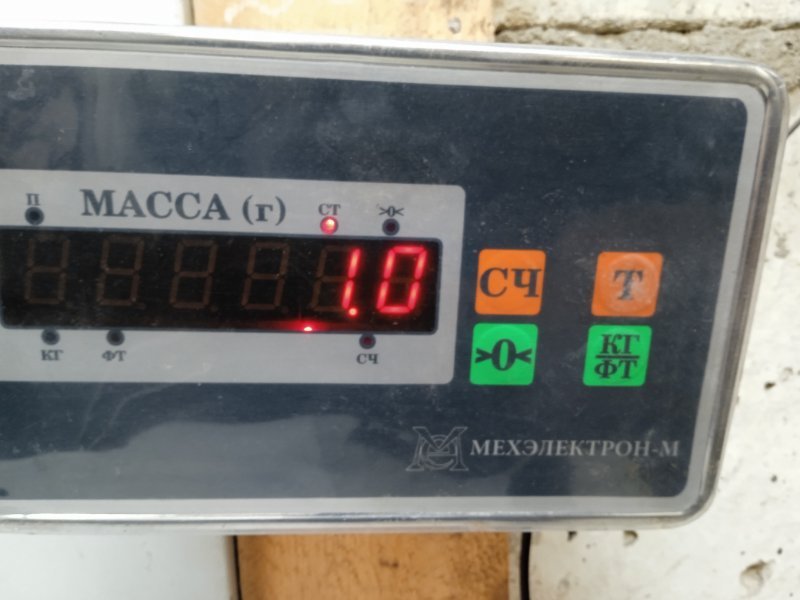 П МАССА (г) СТ >0<
1.0
КГ ФТ СЧ
СЧ Т
>0< КГ
ФТ
МЕХЭЛЕКТРОН-М